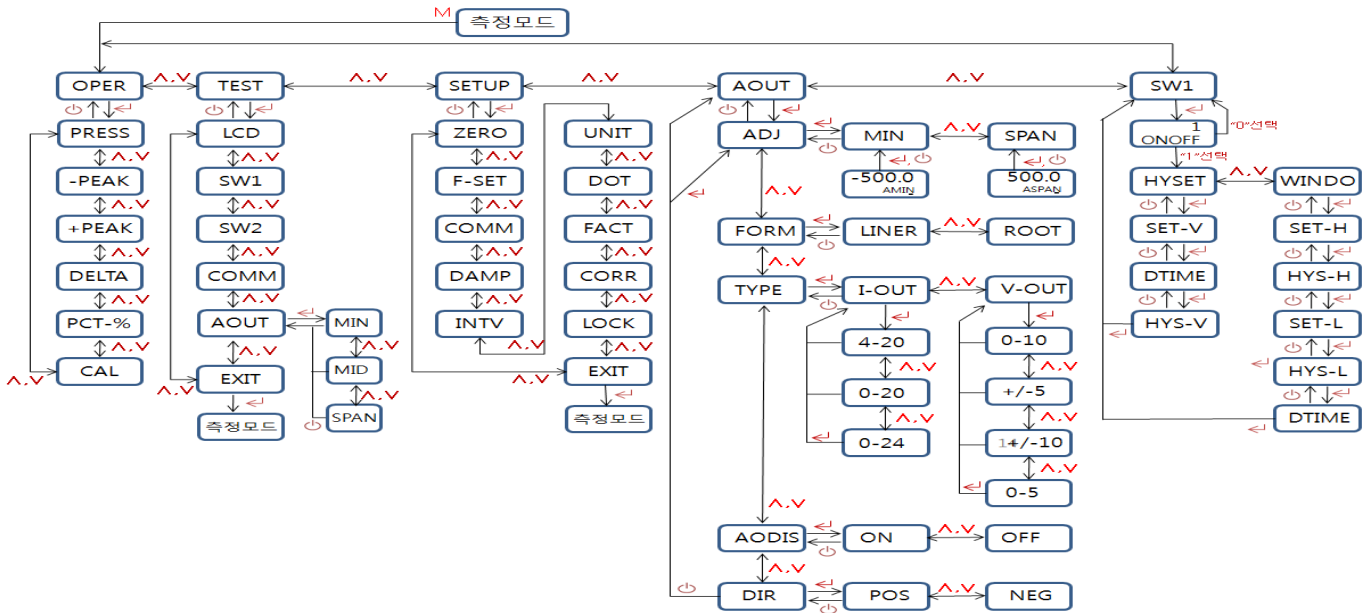 M
측정모드
OPER
∧.∨
TEST
∧.∨
SETUP
∧.∨
AOUT
∧.∨
SW1
PRESS
∧.∨
-PEAK
∧.∨
+PEAK
∧.∨
DELTA
∧.∨
PCT-%
∧.∨
CAL
∧.∨
LCD
∧.∨
SW1
∧.∨
SW2
∧.∨
COMM
∧.∨
AOUT
∧.∨
EXIT
∧.∨
측정모드
MIN
∧.∨
MID
∧.∨
SPAN
ZERO
∧.∨
F-SET
∧.∨
COMM
∧.∨
DAMP
∧.∨
INTV
∧.∨
UNIT
∧.∨
DOT
∧.∨
FACT
∧.∨
CORR
∧.∨
LOCK
∧.∨
EXIT
∧.∨
측정모드
ADJ
MIN
∧.∨
SPAN
-500.0
AMIN
500.0
ASPAN
∧.∨
FORM
LINER
∧.∨
ROOT
∧.∨
TYPE
I-OUT
∧.∨
V-OUT
4-20
∧.∨
0-20
∧.∨
0-24
0-10
∧.∨
+/-5
∧.∨
1+/-10
∧.∨
0-5
∧.∨
AODIS
ON
∧.∨
OFF
∧.∨
DIR
POS
∧.∨
NEG
1
ONOFF
"0"선택
"1"선택
HYSET
∧.∨
WINDO
SET-V
DTIME
HYS-V
SET-H
HYS-H
SET-L
HYS-L
DTIME